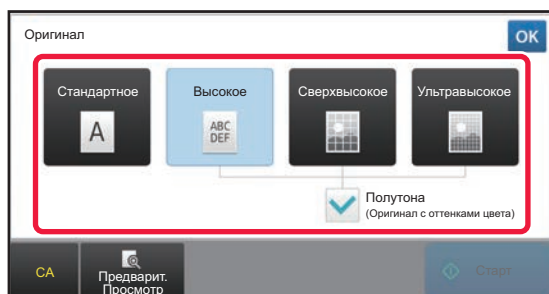 Оригинал
OK
Стандартное
Высокое
Сверхвысокое
Ультравысокое
A
ABC
DEF
Полутона
(Оригинал с оттенками цвета)
CA
Предварит.
Просмотр
Старт